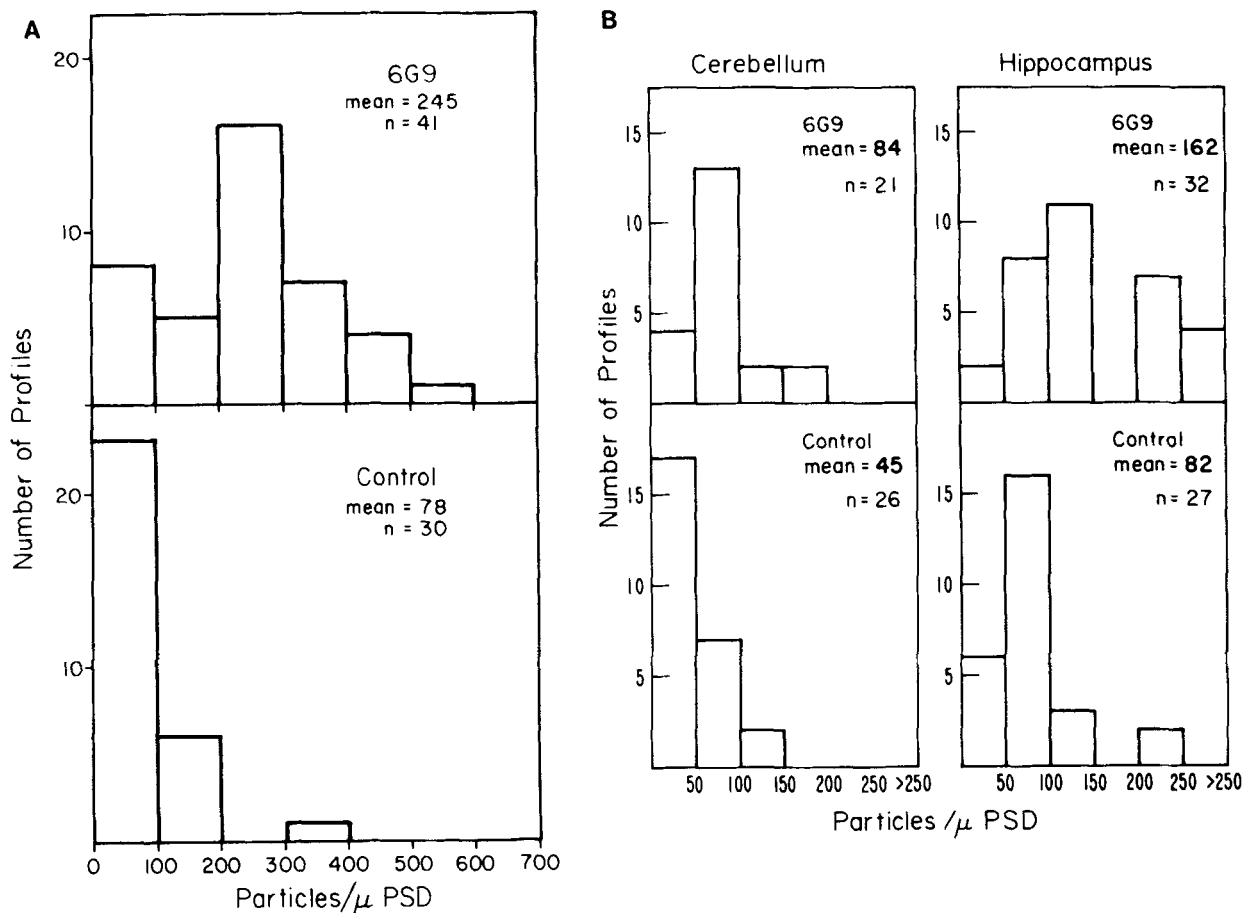 A
20
10
6G9
mean = 245
n = 41
Number of Profiles
20
10
Control
mean = 78
n = 30
0 100 200 300 400 500 600 700
Particles/μ PSD
B
Cerebellum
15
10
5
6G9
mean = 84
n = 21
Number of Profiles
15
10
5
Control
mean = 45
n = 26
50 100 150 200 250 >250
Hippocampus
15
10
5
6G9
mean = 162
n = 32
15
10
5
Control
mean = 82
n = 27
50 100 150 200 250 >250
Particles /μ PSD